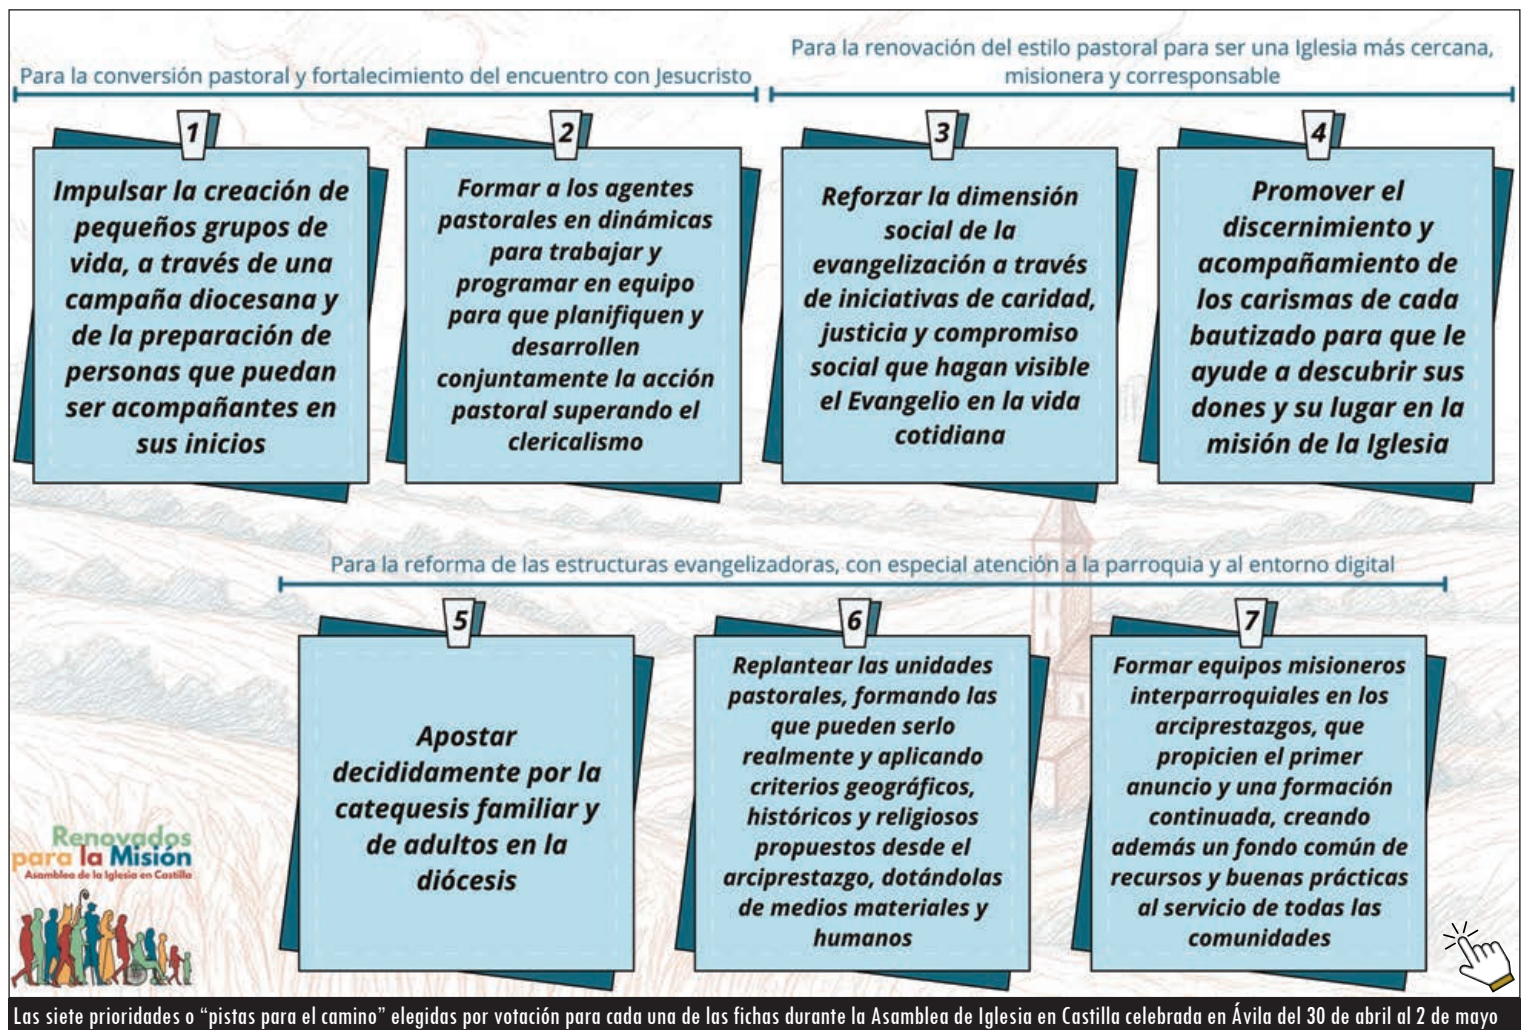 Para la conversión pastoral y fortalecimiento del encuentro con Jesucristo
1
Impulsar la creación de
pequeños grupos de
vida, a través de una
campaña diocesana y
de la preparación de
personas que puedan
ser acompañantes en
sus inicios
2
Formar a los agentes
pastorales en dinámicas
para trabajar y
programar en equipo
para que planifiquen y
desarrollen
conjuntamente la acción
pastoral superando el
clericalismo
Para la renovación del estilo pastoral para ser una Iglesia más cercana,
misionera y corresponsable
3
Reforzar la dimensión
social de la
evangelización a través
de iniciativas de caridad,
justicia y compromiso
social que hagan visible
el Evangelio en la vida
cotidiana
4
Promover el
discernimiento y
acompañamiento de
los carismas de cada
bautizado para que le
ayude a descubrir sus
dones y su lugar en la
misión de la Iglesia
Para la reforma de las estructuras evangelizadoras, con especial atención a la parroquia y al entorno digital
5
Apostar
decididamente por la
catequesis familiar y
de adultos en la
diócesis
6
Replantear las unidades
pastorales, formando las
que pueden serlo
realmente y aplicando
criterios geográficos,
históricos y religiosos
propuestos desde el
arciprestazgo, dotándolas
de medios materiales y
humanos
7
Formar equipos misioneros
interparroquiales en los
arciprestazgos, que
propicien el primer
anuncio y una formación
continuada, creando
además un fondo común de
recursos y buenas prácticas
al servicio de todas las
comunidades
Renovados
para la Misión
Asamblea de la Iglesia en Castilla
Las siete prioridades o “pistas para el camino” elegidas por votación para cada una de las fichas durante la Asamblea de Iglesia en Castilla celebrada en Ávila del 30 de abril al 2 de mayo